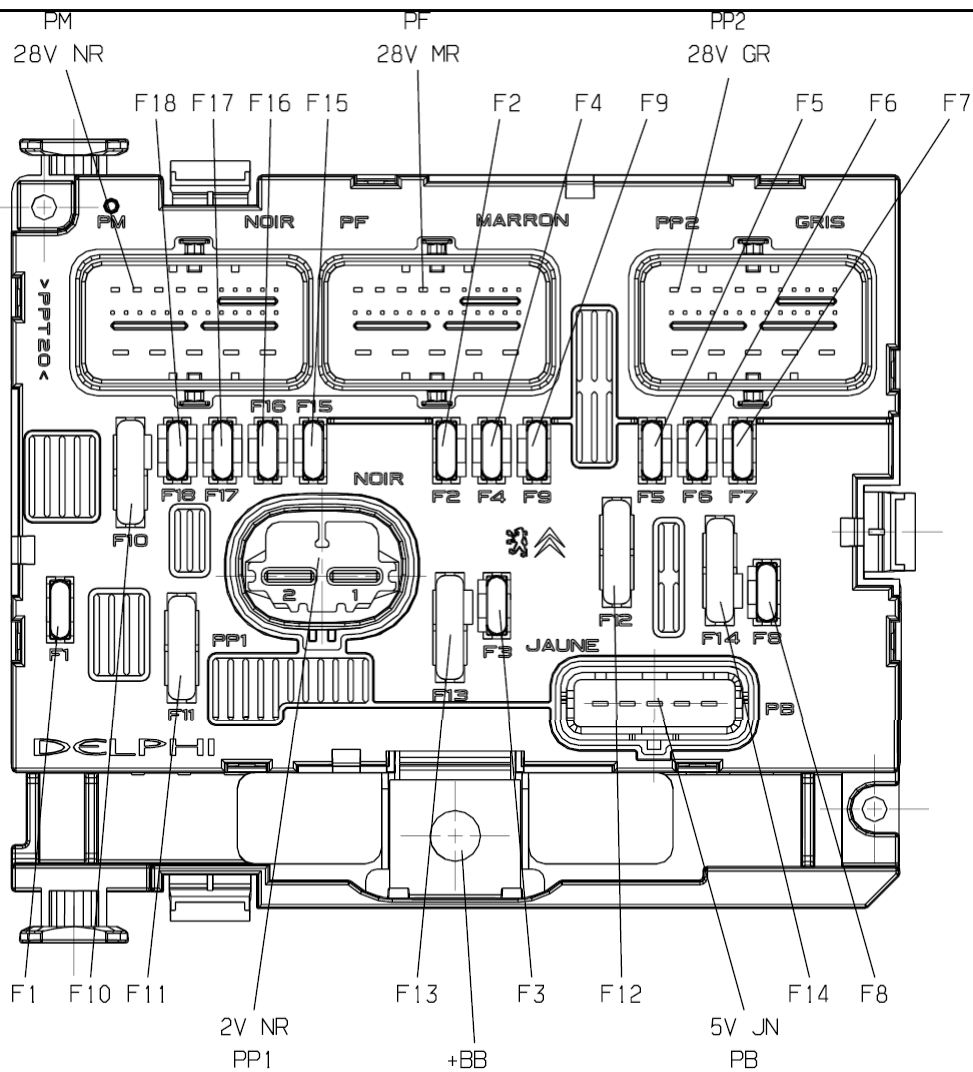 PM PF PP2
28V NR 28V MR 28V GR
F18 F17 F16 F15 F2 F4 F9 F5 F6 F7
PM NOIR PF MARRON PP2 GRIS
>PPT20<
F16 F15
F18 F17 F2 F4 F9 F5 F6 F7
NOIR
F10
2 1
F12
F1 PP1 F3 JAUNE F14 F8
F11 F13 PB
DELPHI
F1 F10 F11 F13 F3 F12 F14 F8
2V NR 5V JN
PP1 +BB PB